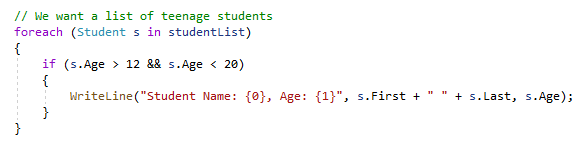 // We want a list of teenage students
foreach (Student s in studentList)
{
    if (s.Age > 12 && s.Age < 20)
    {
        WriteLine("Student Name: {0}, Age: {1}", s.First + " " + s.Last, s.Age);
    }
}